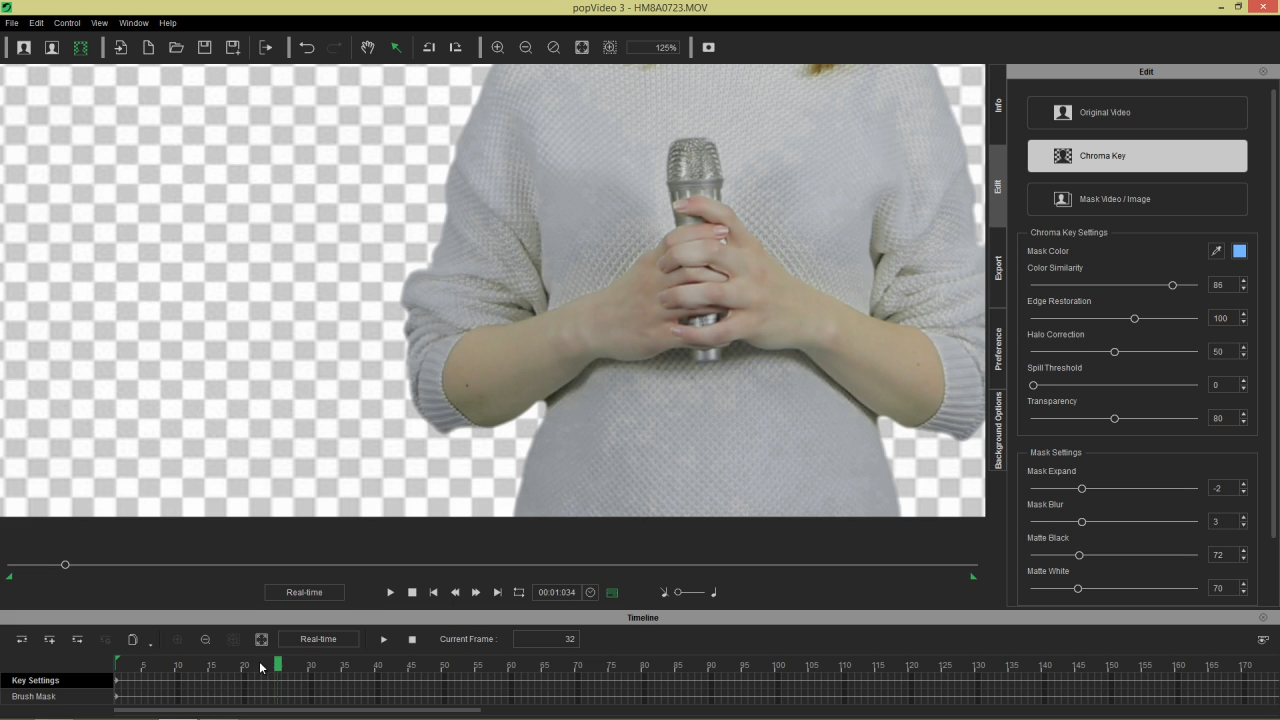 popVideo 3 - HM8A0723.MOV
File Edit Control View Window Help
125%
Edit
Info
Edit
Export
Preference
Background Options
Original Video
Chroma Key
Mask Video / Image
Chroma Key Settings
Mask Color
Color Similarity
86
Edge Restoration
100
Halo Correction
50
Spill Threshold
0
Transparency
80
Mask Settings
Mask Expand
-2
Mask Blur
3
Matte Black
72
Matte White
70
Real-time
00:01:034
Timeline
Real-time
Current Frame :
32
5 10 15 20 30 35 40 45 50 55 60 65 70 75 80 85 90 95 100 105 110 115 120 125 130 135 140 145 150 155 160 165 170
Key Settings
Brush Mask